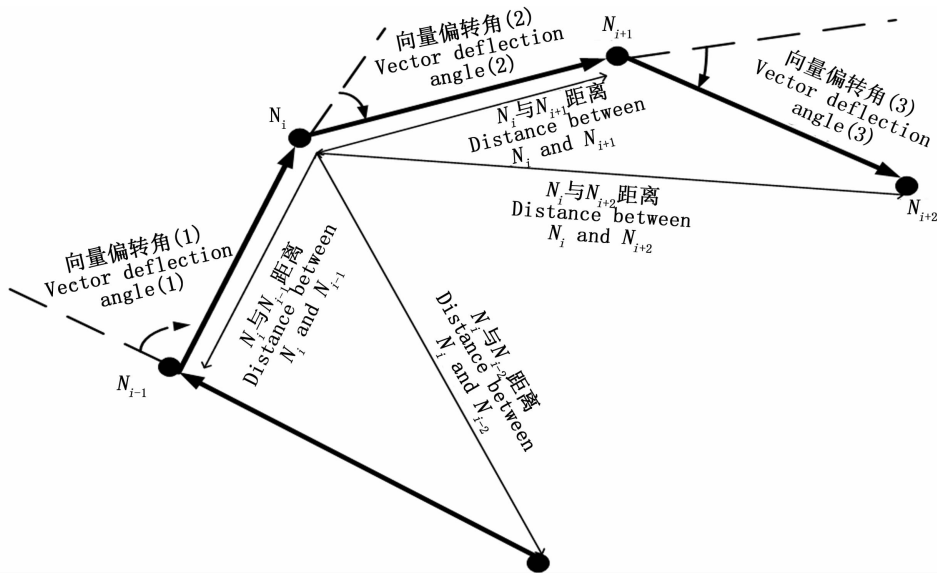 向量偏转角(2)
Vector deflection
angle(2)
N_{i+1}
向量偏转角(3)
Vector deflection
angle(3)
N_i
N_i与N_{i+1}距离
Distance between
N_i and N_{i+1}
N_i与N_{i+2}距离
Distance between
N_i and N_{i+2}
N_{i+2}
向量偏转角(1)
Vector deflection
angle(1)
N_i与N_{i-1}距离
Distance between
N_i and N_{i-1}
N_i与N_{i-2}距离
Distance between
N_i and N_{i-2}
N_{i-1}